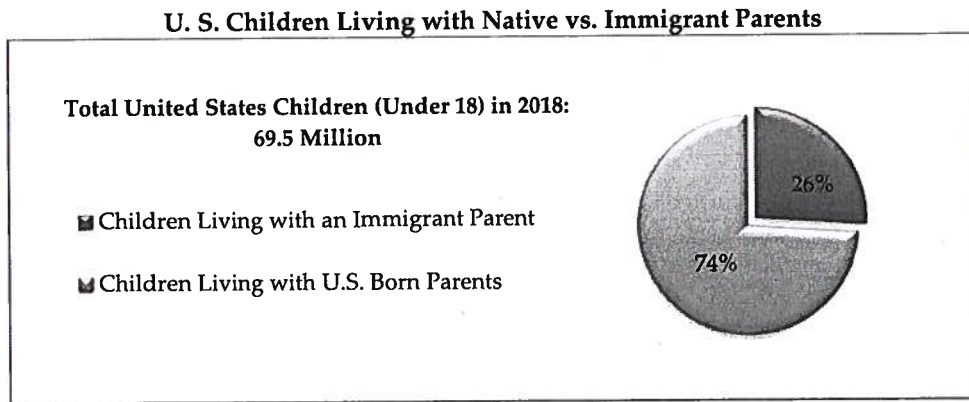 U. S. Children Living with Native vs. Immigrant Parents
Total United States Children (Under 18) in 2018:
69.5 Million
Children Living with an Immigrant Parent
Children Living with U.S. Born Parents
26%
74%